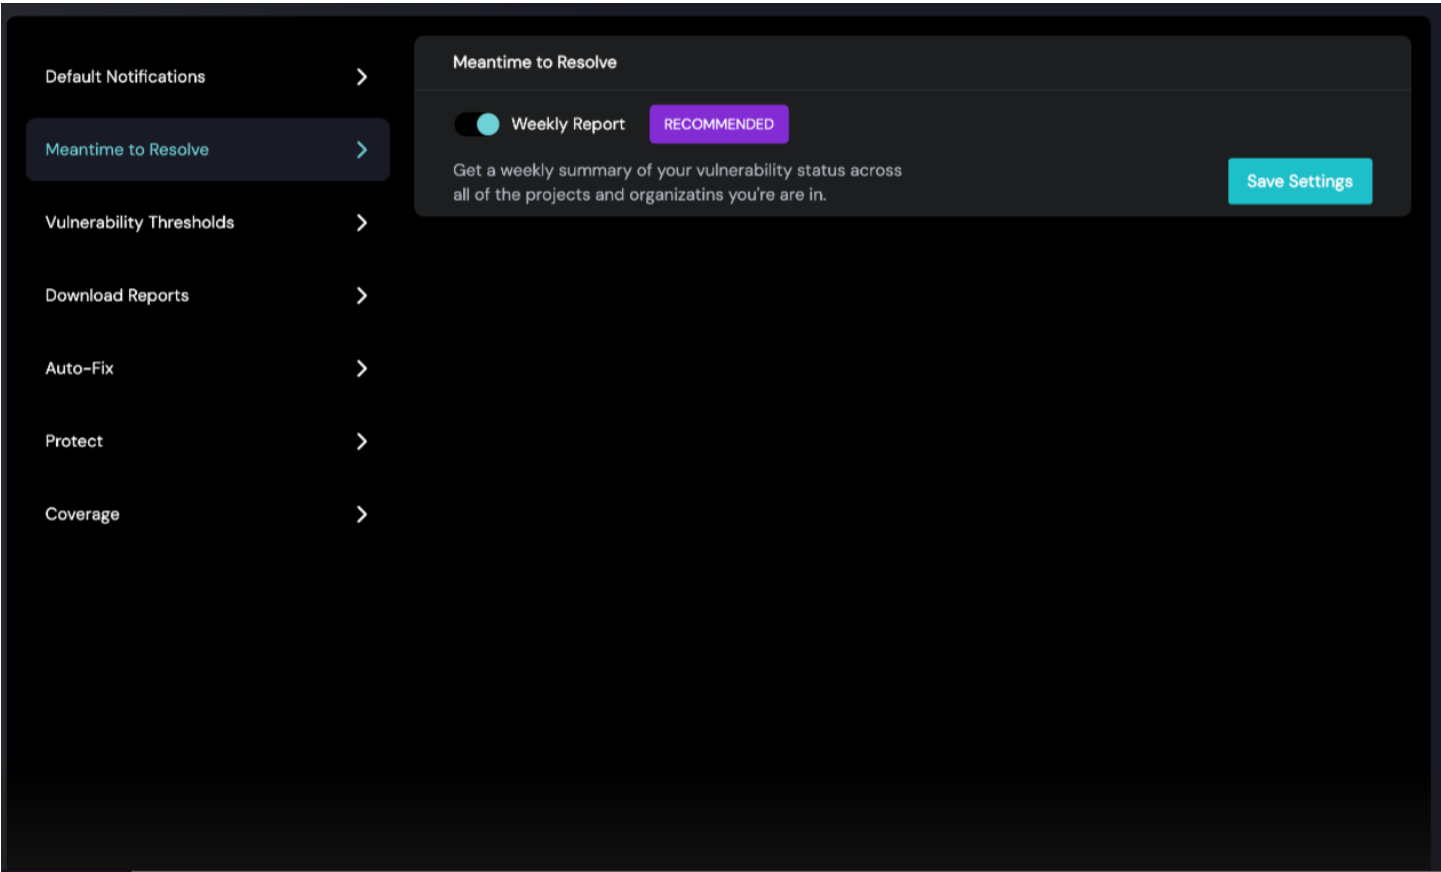 Default Notifications
Meantime to Resolve
Vulnerability Thresholds
Download Reports
Auto-Fix
Protect
Coverage
Meantime to Resolve
Weekly Report
RECOMMENDED
Get a weekly summary of your vulnerability status across
all of the projects and organizatins you're are in.
Save Settings